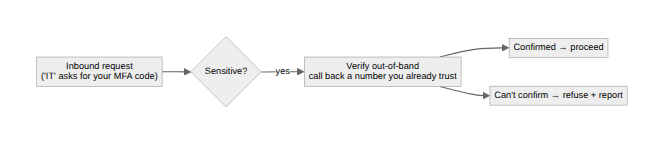 Inbound request
('IT' asks for your MFA code)
Sensitive?
yes
Verify out-of-band
call back a number you already trust
Confirmed → proceed
Can't confirm → refuse + report